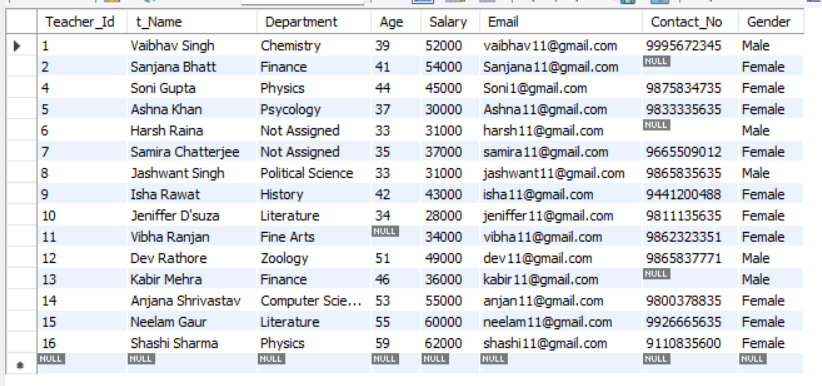 Teacher_Id t_Name Department Age Salary Email Contact_No Gender
1 Vaibhav Singh Chemistry 39 52000 vaibhav11@gmail.com 9995672345 Male
2 Sanjana Bhatt Finance 41 54000 Sanjana11@gmail.com NULL Female
4 Soni Gupta Physics 44 45000 Soni1@gmail.com 9875834735 Female
5 Ashna Khan Psycology 37 30000 Ashna11@gmail.com 9833335635 Female
6 Harsh Raina Not Assigned 33 31000 harsh11@gmail.com NULL Male
7 Samira Chatterjee Not Assigned 35 37000 samira11@gmail.com 9665509012 Female
8 Jashwant Singh Political Science 33 31000 jashwant11@gmail.com 9865835635 Male
9 Isha Rawat History 42 43000 isha11@gmail.com 9441200488 Female
10 Jeniffer D'suza Literature 34 28000 jeniffer11@gmail.com 9811135635 Female
11 Vibha Ranjan Fine Arts NULL 34000 vibha11@gmail.com 9862323351 Female
12 Dev Rathore Zoology 51 49000 dev11@gmail.com 9865837771 Male
13 Kabir Mehra Finance 46 36000 kabir11@gmail.com NULL Male
14 Anjana Shrivastav Computer Scie... 53 55000 anjan11@gmail.com 9800378835 Female
15 Neelam Gaur Literature 55 60000 neelam11@gmail.com 9926665635 Female
16 Shashi Sharma Physics 59 62000 shashi11@gmail.com 9110835600 Female
NULL NULL NULL NULL NULL NULL NULL NULL